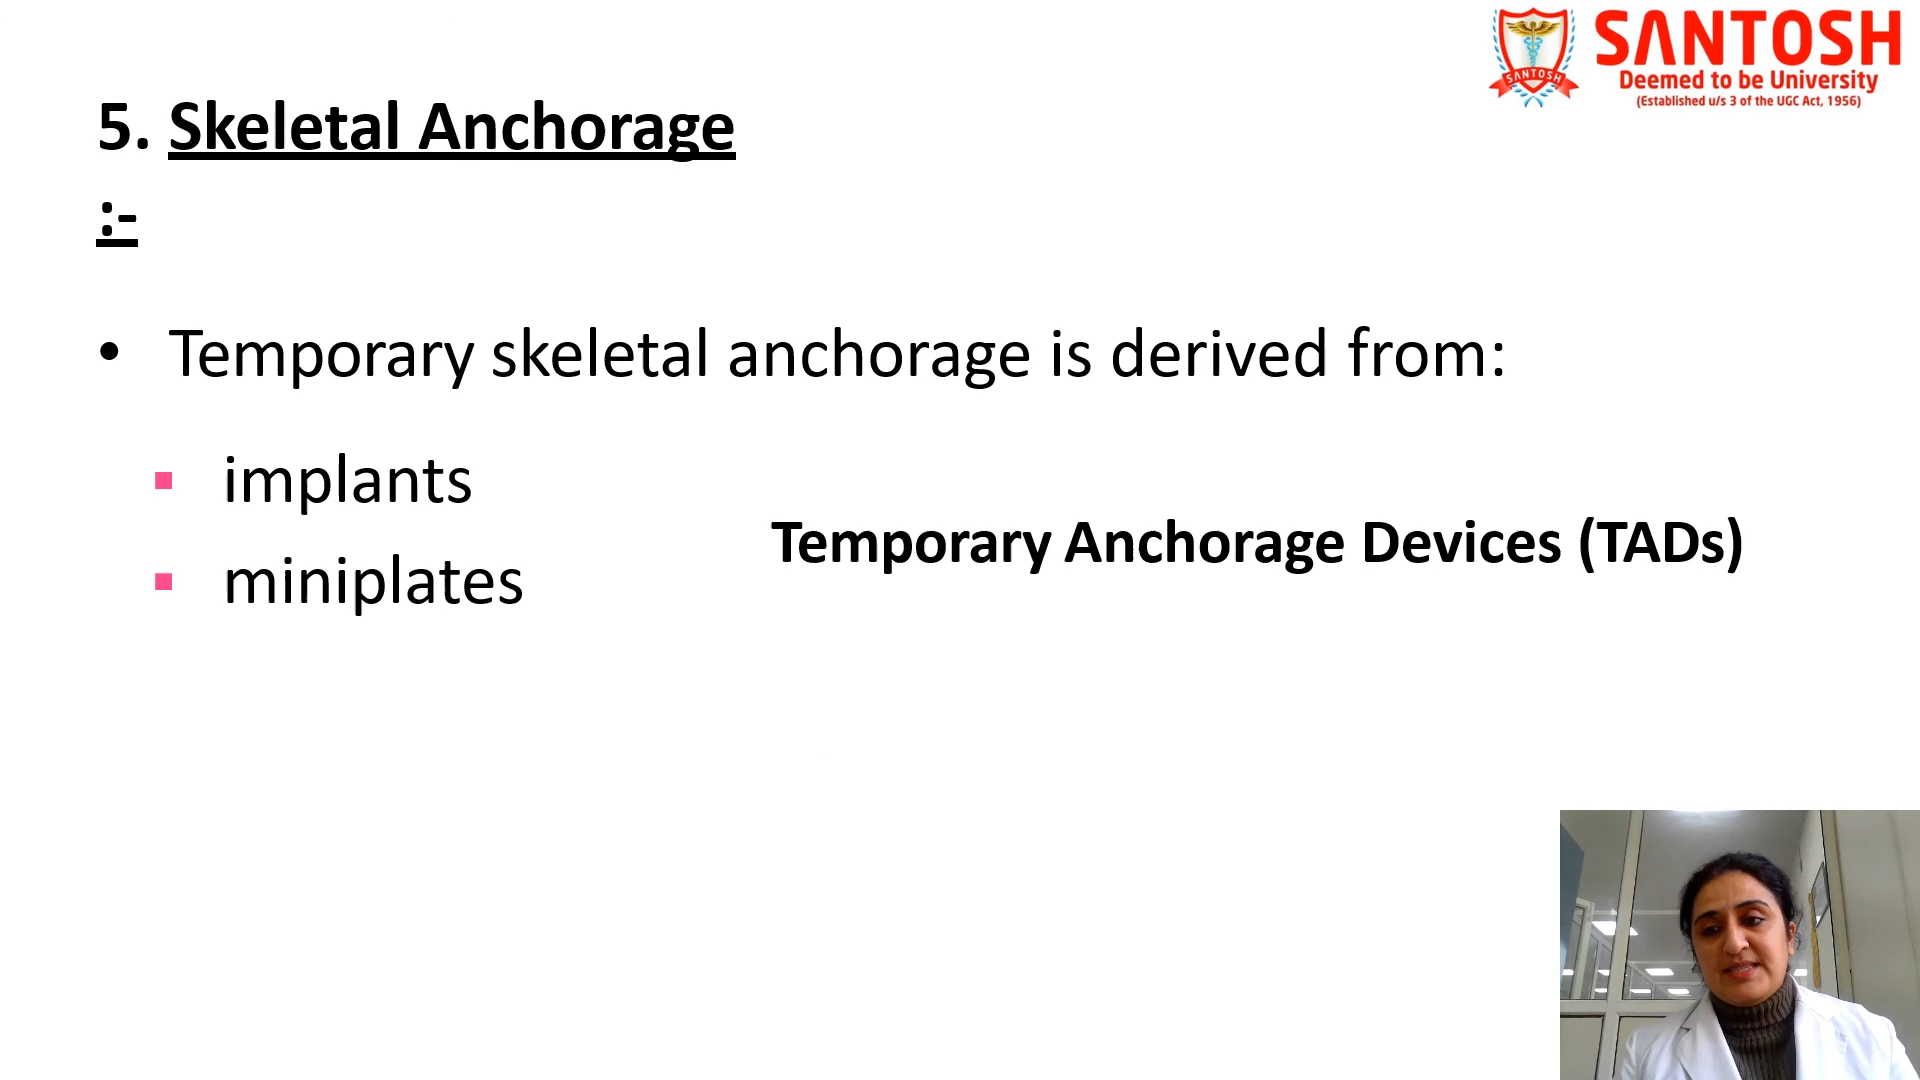 SANTOSH
Deemed to be University
(Established u/s 3 of the UGC Act, 1956)
SANTOSH
5. Skeletal Anchorage
:-
• Temporary skeletal anchorage is derived from:
▪ implants
▪ miniplates
Temporary Anchorage Devices (TADs)